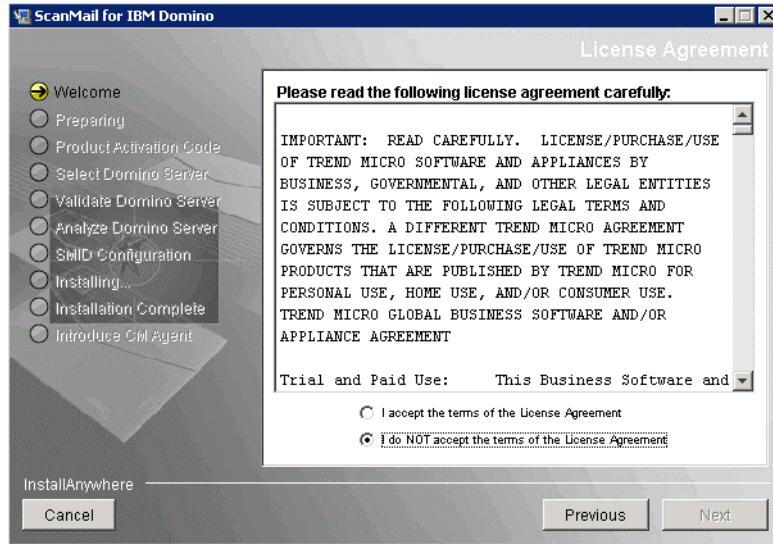 ScanMail for IBM Domino
License Agreement
Welcome
Preparing
Product Activation Code
Select Domino Server
Validate Domino Server
Analyze Domino Server
SMID Configuration
Installing...
Installation Complete
Introduce CM Agent
Please read the following license agreement carefully:
IMPORTANT: READ CAREFULLY. LICENSE/PURCHASE/USE
OF TREND MICRO SOFTWARE AND APPLIANCES BY
BUSINESS, GOVERNMENTAL, AND OTHER LEGAL ENTITIES
IS SUBJECT TO THE FOLLOWING LEGAL TERMS AND
CONDITIONS. A DIFFERENT TREND MICRO AGREEMENT
GOVERNS THE LICENSE/PURCHASE/USE OF TREND MICRO
PRODUCTS THAT ARE PUBLISHED BY TREND MICRO FOR
PERSONAL USE, HOME USE, AND/OR CONSUMER USE.
TREND MICRO GLOBAL BUSINESS SOFTWARE AND/OR
APPLIANCE AGREEMENT
Trial and Paid Use: This Business Software and
I accept the terms of the License Agreement
I do NOT accept the terms of the License Agreement
InstallAnywhere
Cancel
Previous
Next